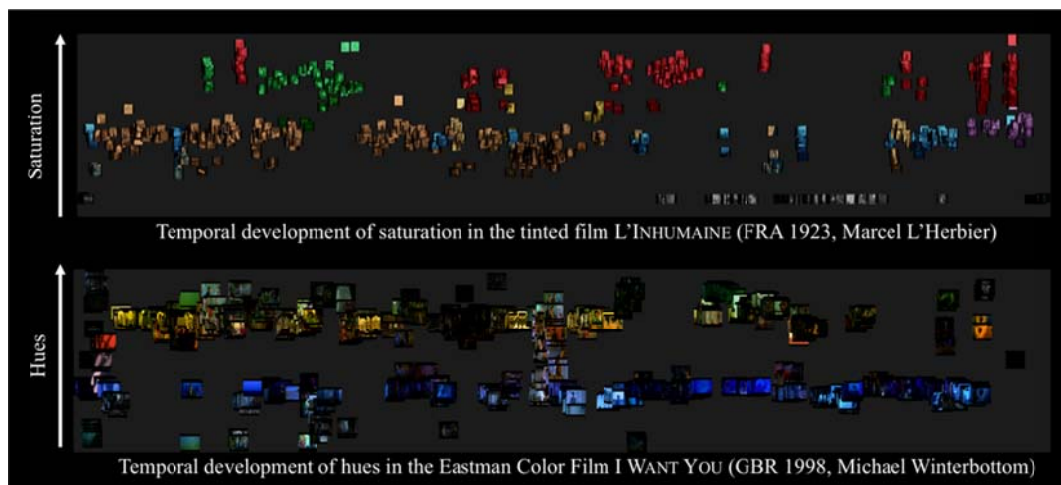 Saturation
Temporal development of saturation in the tinted film L'INHUMAINE (FRA 1923, Marcel L'Herbier)
Hues
Temporal development of hues in the Eastman Color Film I WANT YOU (GBR 1998, Michael Winterbottom)